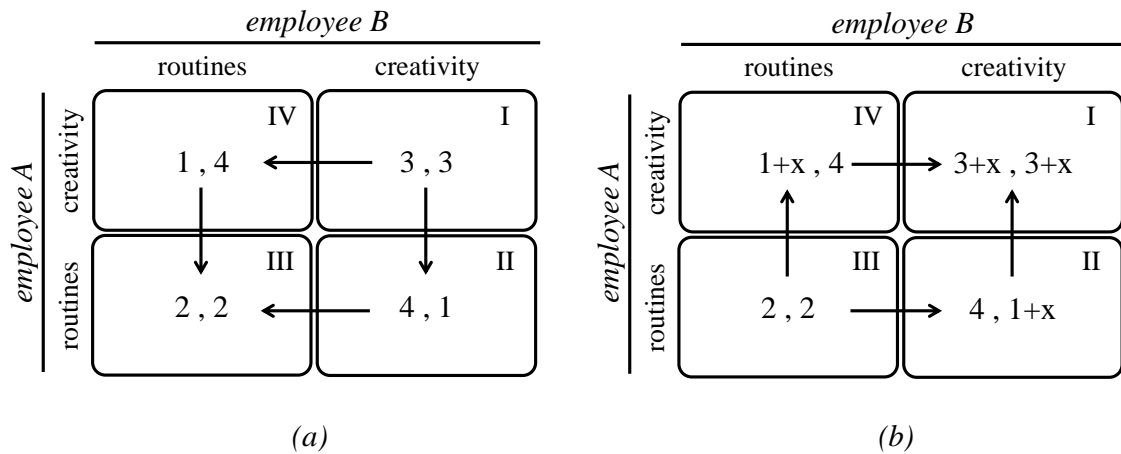 employee B
routines creativity
employee A
creativity
IV
1 , 4
I
3 , 3
routines
III
2 , 2
II
4 , 1
(a)
employee B
routines creativity
employee A
creativity
IV
1+x , 4
I
3+x , 3+x
routines
III
2 , 2
II
4 , 1+x
(b)